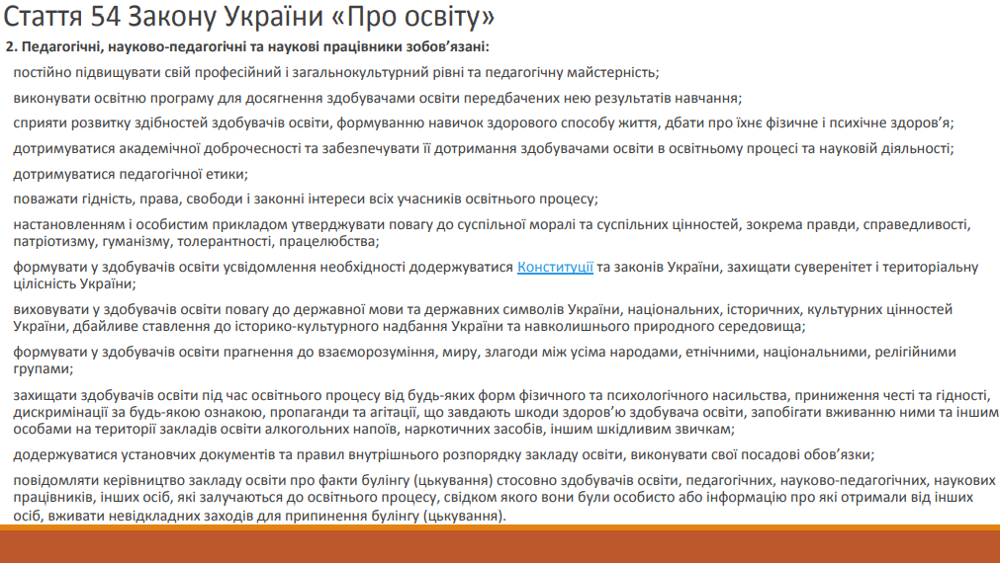 Стаття 54 Закону України «Про освіту»
2. Педагогічні, науково-педагогічні та наукові працівники зобов’язані:
постійно підвищувати свій професійний і загальнокультурний рівні та педагогічну майстерність;
виконувати освітню програму для досягнення здобувачами освіти передбачених нею результатів навчання;
сприяти розвитку здібностей здобувачів освіти, формуванню навичок здорового способу життя, дбати про їхнє фізичне і психічне здоров’я;
дотримуватися академічної доброчесності та забезпечувати її дотримання здобувачами освіти в освітньому процесі та науковій діяльності;
дотримуватися педагогічної етики;
поважати гідність, права, свободи і законні інтереси всіх учасників освітнього процесу;
настановленням і особистим прикладом утверджувати повагу до суспільної моралі та суспільних цінностей, зокрема правди, справедливості,
патріотизму, гуманізму, толерантності, працелюбства;
формувати у здобувачів освіти усвідомлення необхідності додержуватися Конституції та законів України, захищати суверенітет і територіальну
цілісність України;
виховувати у здобувачів освіти повагу до державної мови та державних символів України, національних, історичних, культурних цінностей
України, дбайливе ставлення до історико-культурного надбання України та навколишнього природного середовища;
формувати у здобувачів освіти прагнення до взаєморозуміння, миру, злагоди між усіма народами, етнічними, національними, релігійними
групами;
захищати здобувачів освіти під час освітнього процесу від будь-яких форм фізичного та психологічного насильства, приниження честі та гідності,
дискримінації за будь-якою ознакою, пропаганди та агітації, що завдають шкоди здоров’ю здобувача освіти, запобігати вживанню ними та іншим
особами на території закладів освіти алкогольних напоїв, наркотичних засобів, іншим шкідливим звичкам;
додержуватися установчих документів та правил внутрішнього розпорядку закладу освіти, виконувати свої посадові обов’язки;
повідомляти керівництво закладу освіти про факти булінгу (цькування) стосовно здобувачів освіти, педагогічних, науково-педагогічних, наукових
працівників, інших осіб, які залучаються до освітнього процесу, свідком якого вони були особисто або інформацію про які отримали від інших
осіб, вживати невідкладних заходів для припинення булінгу (цькування).